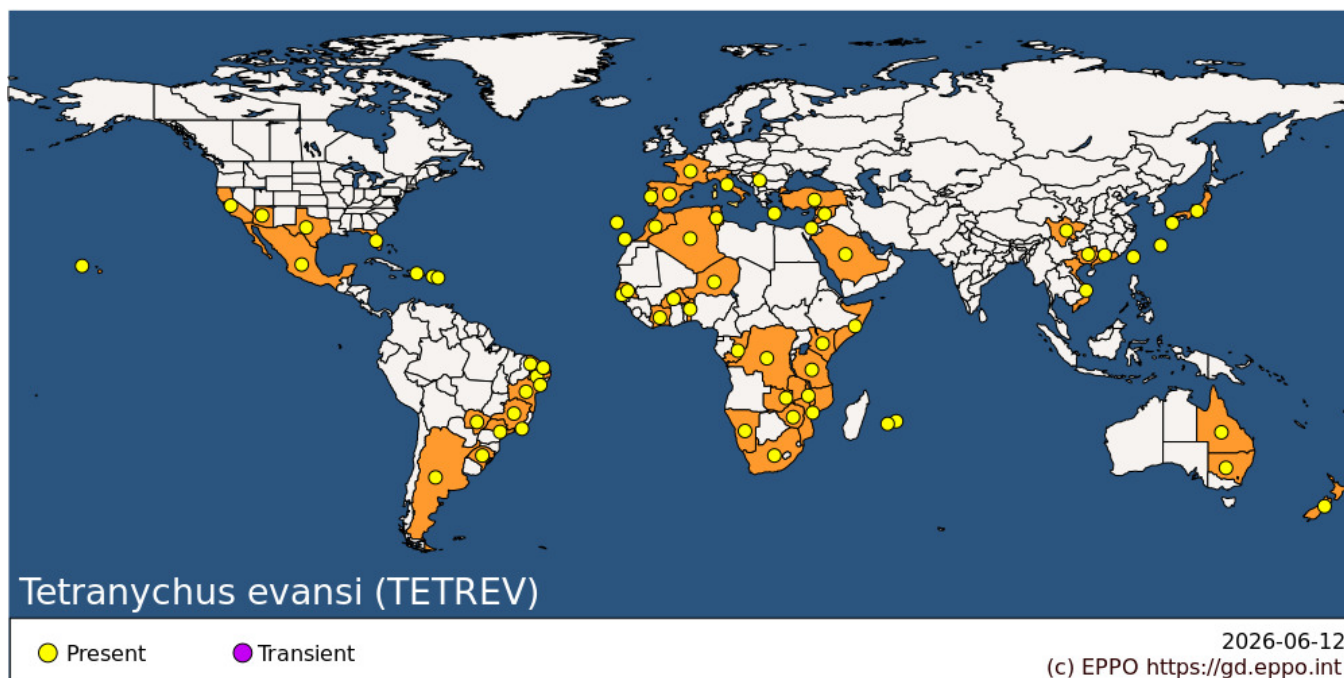 Tetranychus evansi (TETREV)
Present
Transient
2026-06-12
(c) EPPO https://gd.eppo.int